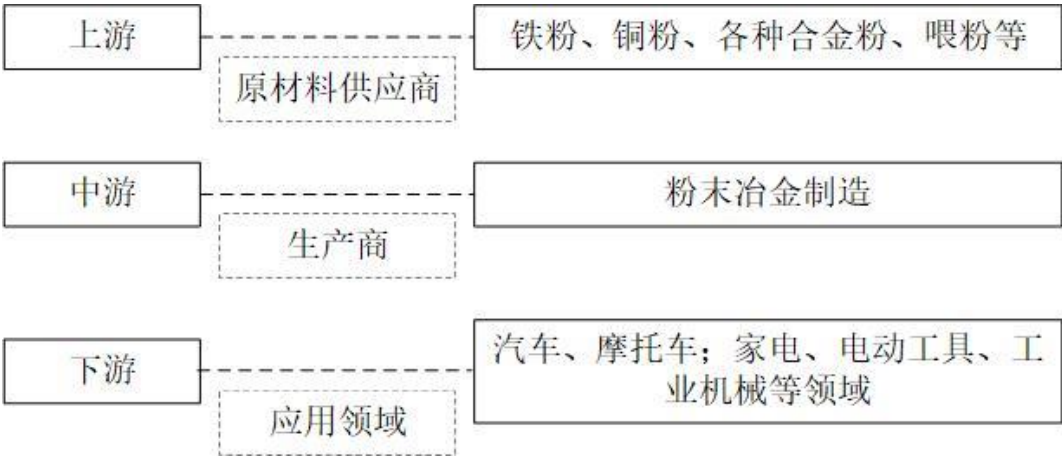 上游
铁粉、铜粉、各种合金粉、喂粉等
原材料供应商
中游
粉末冶金制造
生产商
下游
汽车、摩托车；家电、电动工具、工
业机械等领域
应用领域